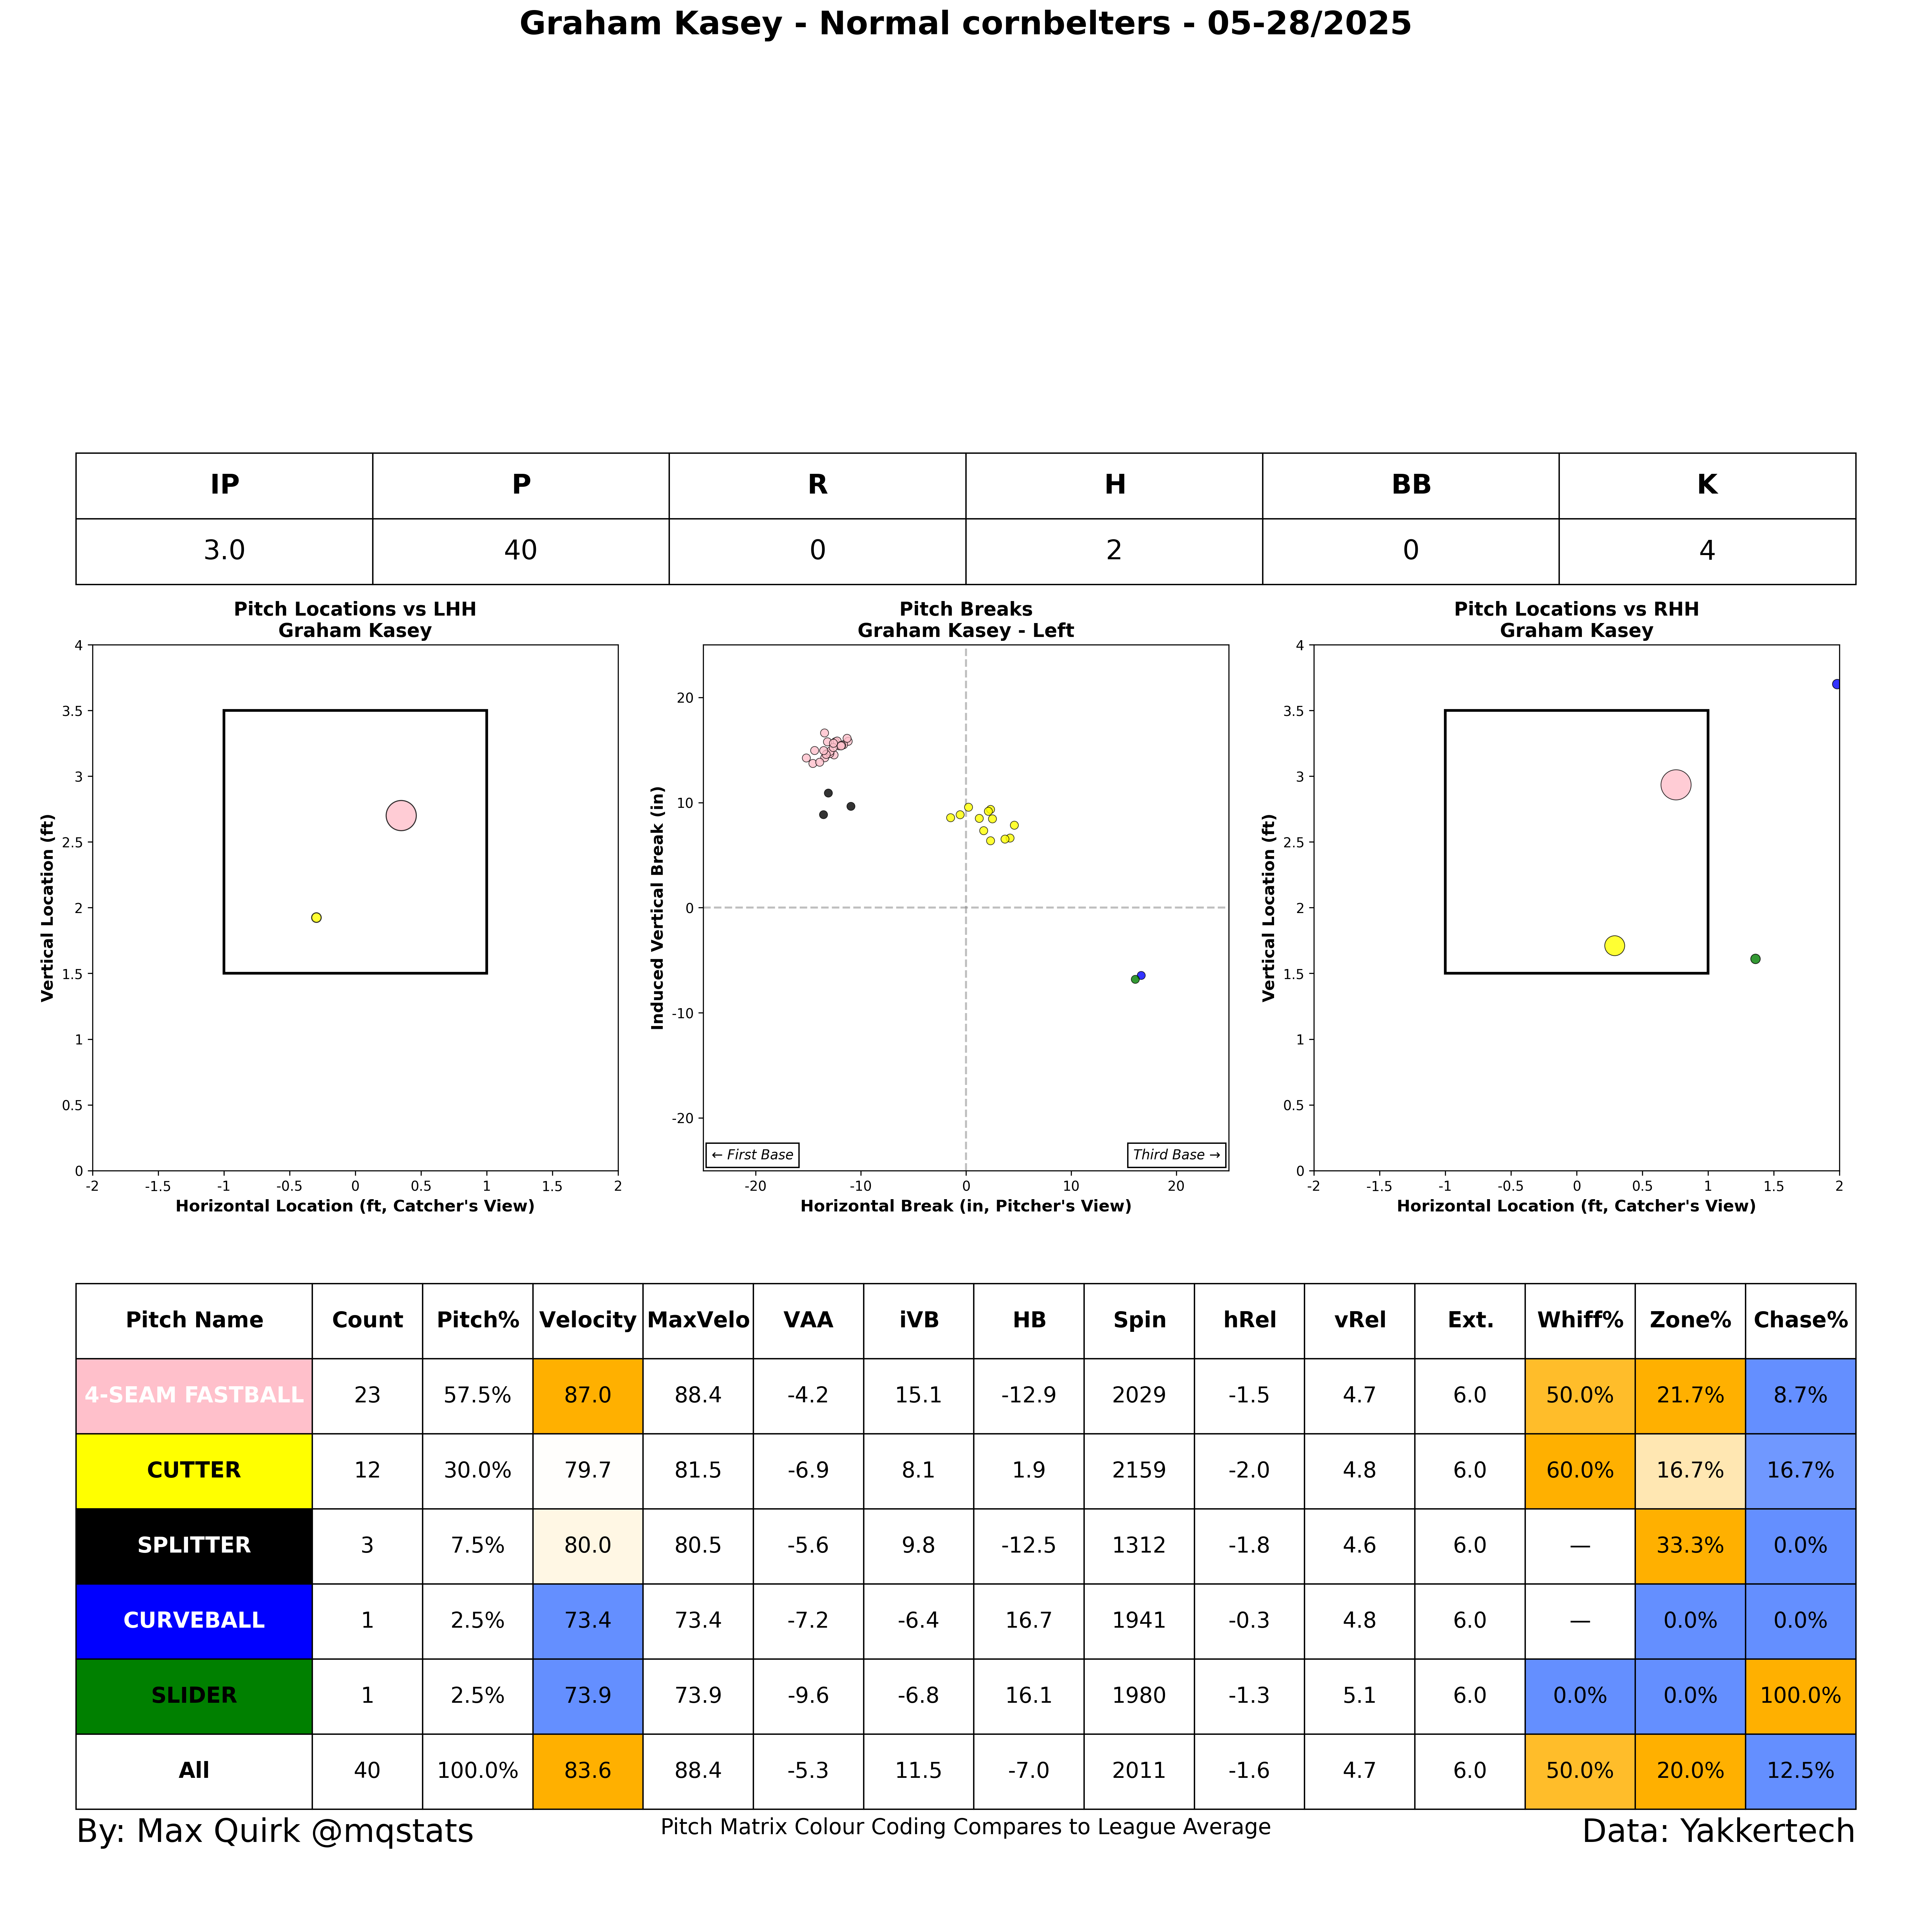 Graham Kasey - Normal cornbelters - 05-28/2025
IP P R H BB K
3.0 40 0 2 0 4
Pitch Locations vs LHH
Graham Kasey
4
3.5
3
2.5
2
1.5
1
0.5
0
-2 -1.5 -1 -0.5 0 0.5 1 1.5 2
Vertical Location (ft)
Horizontal Location (ft, Catcher's View)
Pitch Breaks
Graham Kasey - Left
20
10
0
-10
-20
← First Base
Third Base →
-20 -10 0 10 20
Induced Vertical Break (in)
Horizontal Break (in, Pitcher's View)
Pitch Locations vs RHH
Graham Kasey
4
3.5
3
2.5
2
1.5
1
0.5
0
-2 -1.5 -1 -0.5 0 0.5 1 1.5 2
Vertical Location (ft)
Horizontal Location (ft, Catcher's View)
Pitch Name Count Pitch% Velocity MaxVelo VAA iVB HB Spin hRel vRel Ext. Whiff% Zone% Chase%
4-SEAM FASTBALL 23 57.5% 87.0 88.4 -4.2 15.1 -12.9 2029 -1.5 4.7 6.0 50.0% 21.7% 8.7%
CUTTER 12 30.0% 79.7 81.5 -6.9 8.1 1.9 2159 -2.0 4.8 6.0 60.0% 16.7% 16.7%
SPLITTER 3 7.5% 80.0 80.5 -5.6 9.8 -12.5 1312 -1.8 4.6 6.0 — 33.3% 0.0%
CURVEBALL 1 2.5% 73.4 73.4 -7.2 -6.4 16.7 1941 -0.3 4.8 6.0 — 0.0% 0.0%
SLIDER 1 2.5% 73.9 73.9 -9.6 -6.8 16.1 1980 -1.3 5.1 6.0 0.0% 0.0% 100.0%
All 40 100.0% 83.6 88.4 -5.3 11.5 -7.0 2011 -1.6 4.7 6.0 50.0% 20.0% 12.5%
By: Max Quirk @mqstats
Pitch Matrix Colour Coding Compares to League Average
Data: Yakkertech